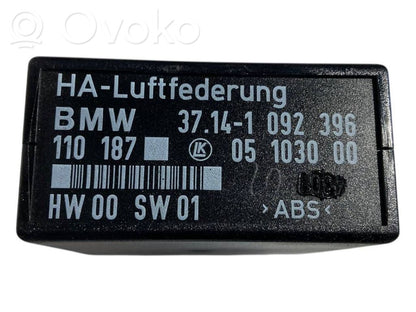 Ovoko
HA-Luftfederung
BMW 37.14-1 092 396
110 187 LK 05 1030 00
HW 00 SW 01 >ABS<